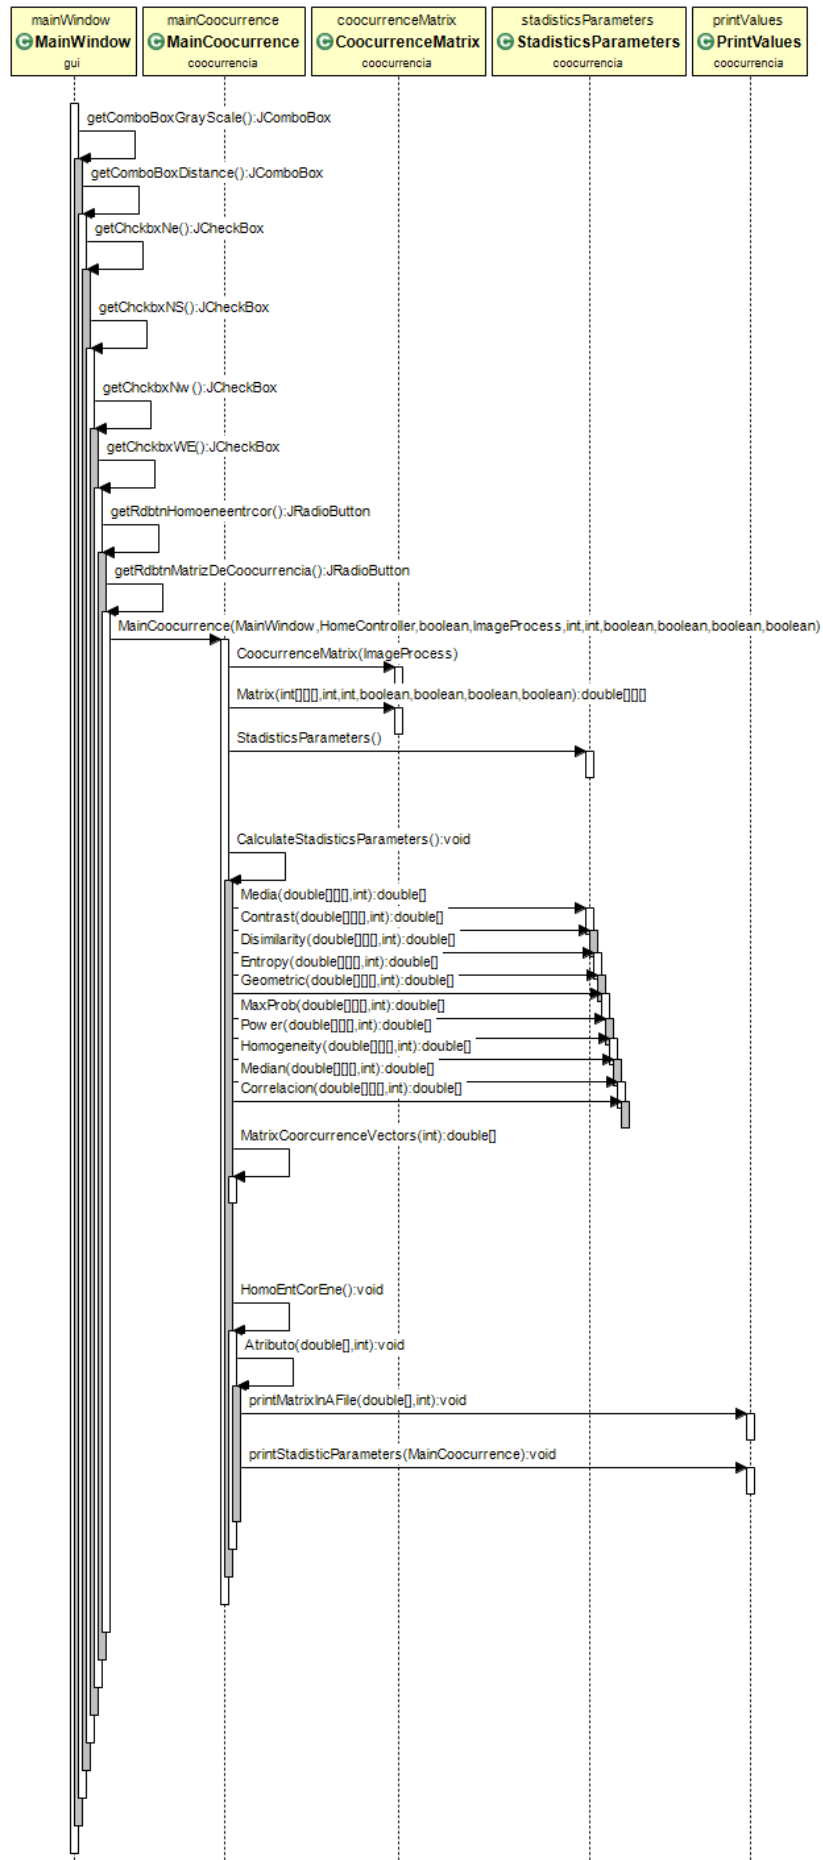 mainWindow
MainWindow
gui
mainCoocurrence
MainCoocurrence
coocurrencia
coocurrenceMatrix
CoocurrenceMatrix
coocurrencia
stadisticsParameters
StadisticsParameters
coocurrencia
printValues
PrintValues
coocurrencia
getComboBoxGrayScale():JComboBox
getComboBoxDistance():JComboBox
getChckbxNe():JCheckBox
getChckbxNS():JCheckBox
getChckbxNw():JCheckBox
getChckbxWE():JCheckBox
getRdbtnHomoeneentrcor():JRadioButton
getRdbtnMatrizDeCoocurrencia():JRadioButton
MainCoocurrence(MainWindow,HomeController,boolean,ImageProcess,int,int,boolean,boolean,boolean,boolean)
CoocurrenceMatrix(ImageProcess)
Matrix(int[][][],int,int,boolean,boolean,boolean,boolean):double[][][]
StadisticsParameters()
CalculateStadisticsParameters():void
Media(double[][][],int):double[]
Contrast(double[][][],int):double[]
Disimilarity(double[][][],int):double[]
Entropy(double[][][],int):double[]
Geometric(double[][][],int):double[]
MaxProb(double[][][],int):double[]
Power(double[][][],int):double[]
Homogeneity(double[][][],int):double[]
Median(double[][][],int):double[]
Correlacion(double[][][],int):double[]
MatrixCoorcurrenceVectors(int):double[]
HomoEntCorEne():void
Atributo(double[],int):void
printMatrixInAFile(double[],int):void
printStadisticParameters(MainCoocurrence):void